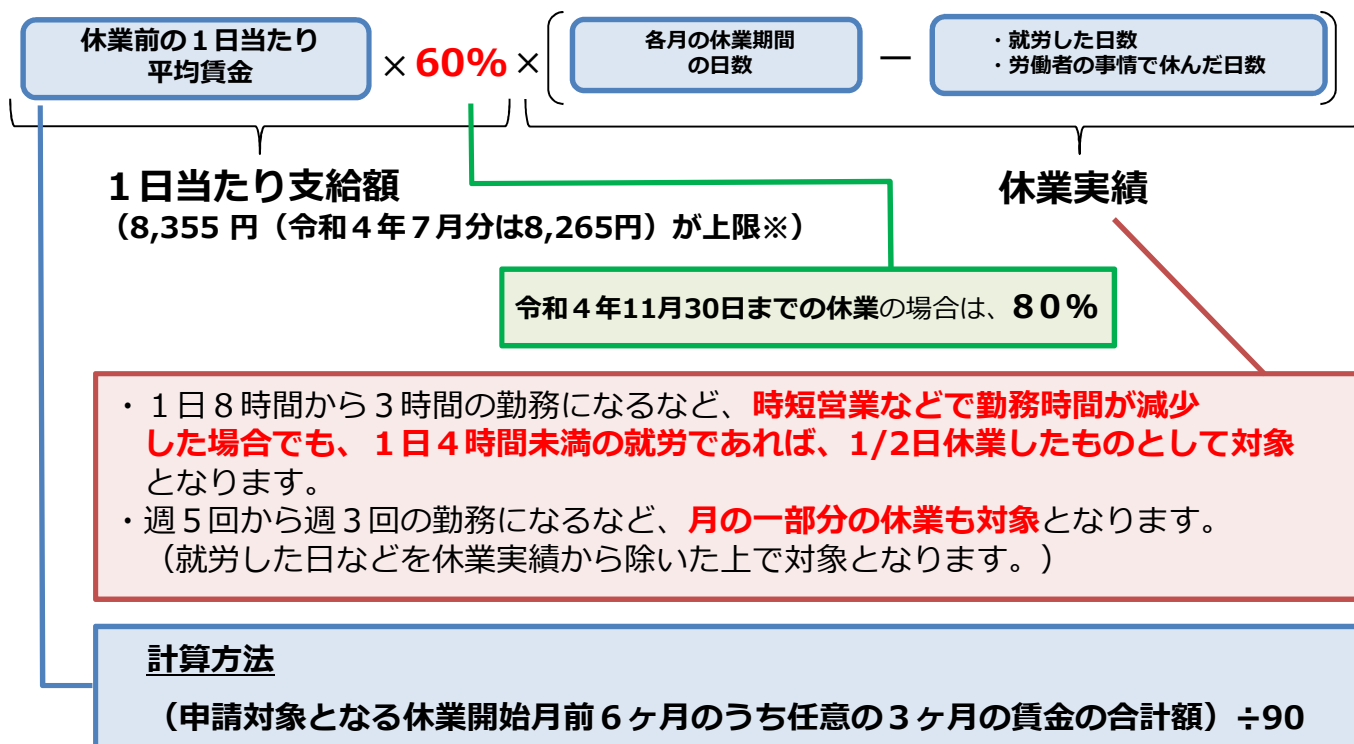 休業前の１日当たり
平均賃金
×60%×
各月の休業期間
の日数
－
・就労した日数
・労働者の事情で休んだ日数
１日当たり支給額
（8,355 円（令和４年７月分は8,265円）が上限※）
休業実績
令和４年11月30日までの休業の場合は、８０%
・１日８時間から３時間の勤務になるなど、時短営業などで勤務時間が減少
した場合でも、１日４時間未満の就労であれば、1/2日休業したものとして対象
となります。
・週５回から週３回の勤務になるなど、月の一部分の休業も対象となります。
（就労した日などを休業実績から除いた上で対象となります。）
計算方法
（申請対象となる休業開始月前６ヶ月のうち任意の３ヶ月の賃金の合計額）÷90